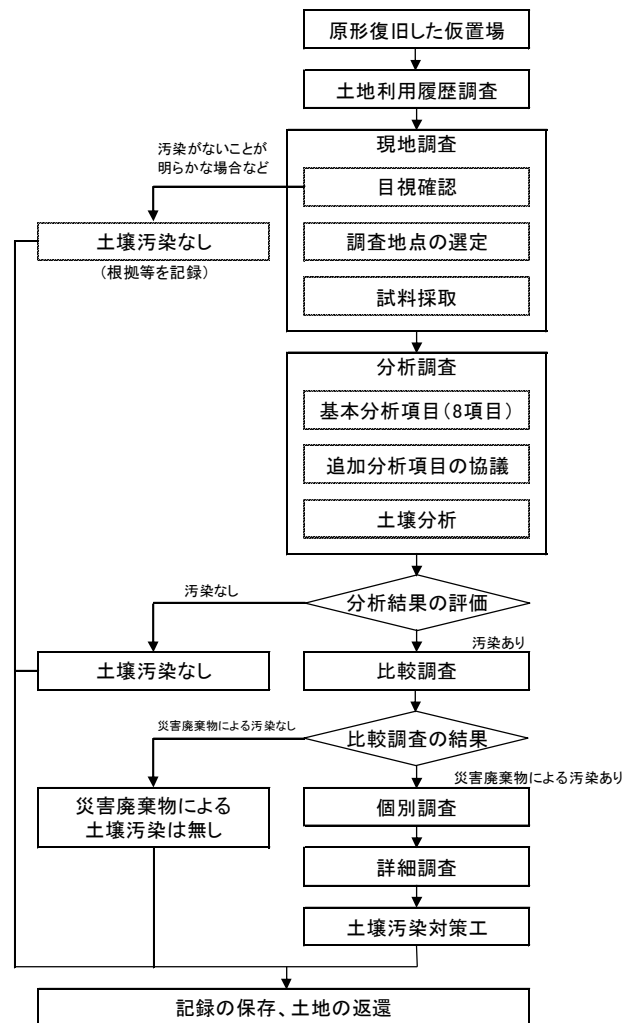 原形復旧した仮置場
土地利用履歴調査
現地調査
汚染がないことが
明らかな場合など
目視確認
土壌汚染なし
(根拠等を記録)
調査地点の選定
試料採取
分析調査
基本分析項目(8項目)
追加分析項目の協議
土壌分析
汚染なし
分析結果の評価
汚染あり
土壌汚染なし
比較調査
災害廃棄物による汚染なし
比較調査の結果
災害廃棄物による汚染あり
災害廃棄物による
土壌汚染は無し
個別調査
詳細調査
土壌汚染対策工
記録の保存、土地の返還